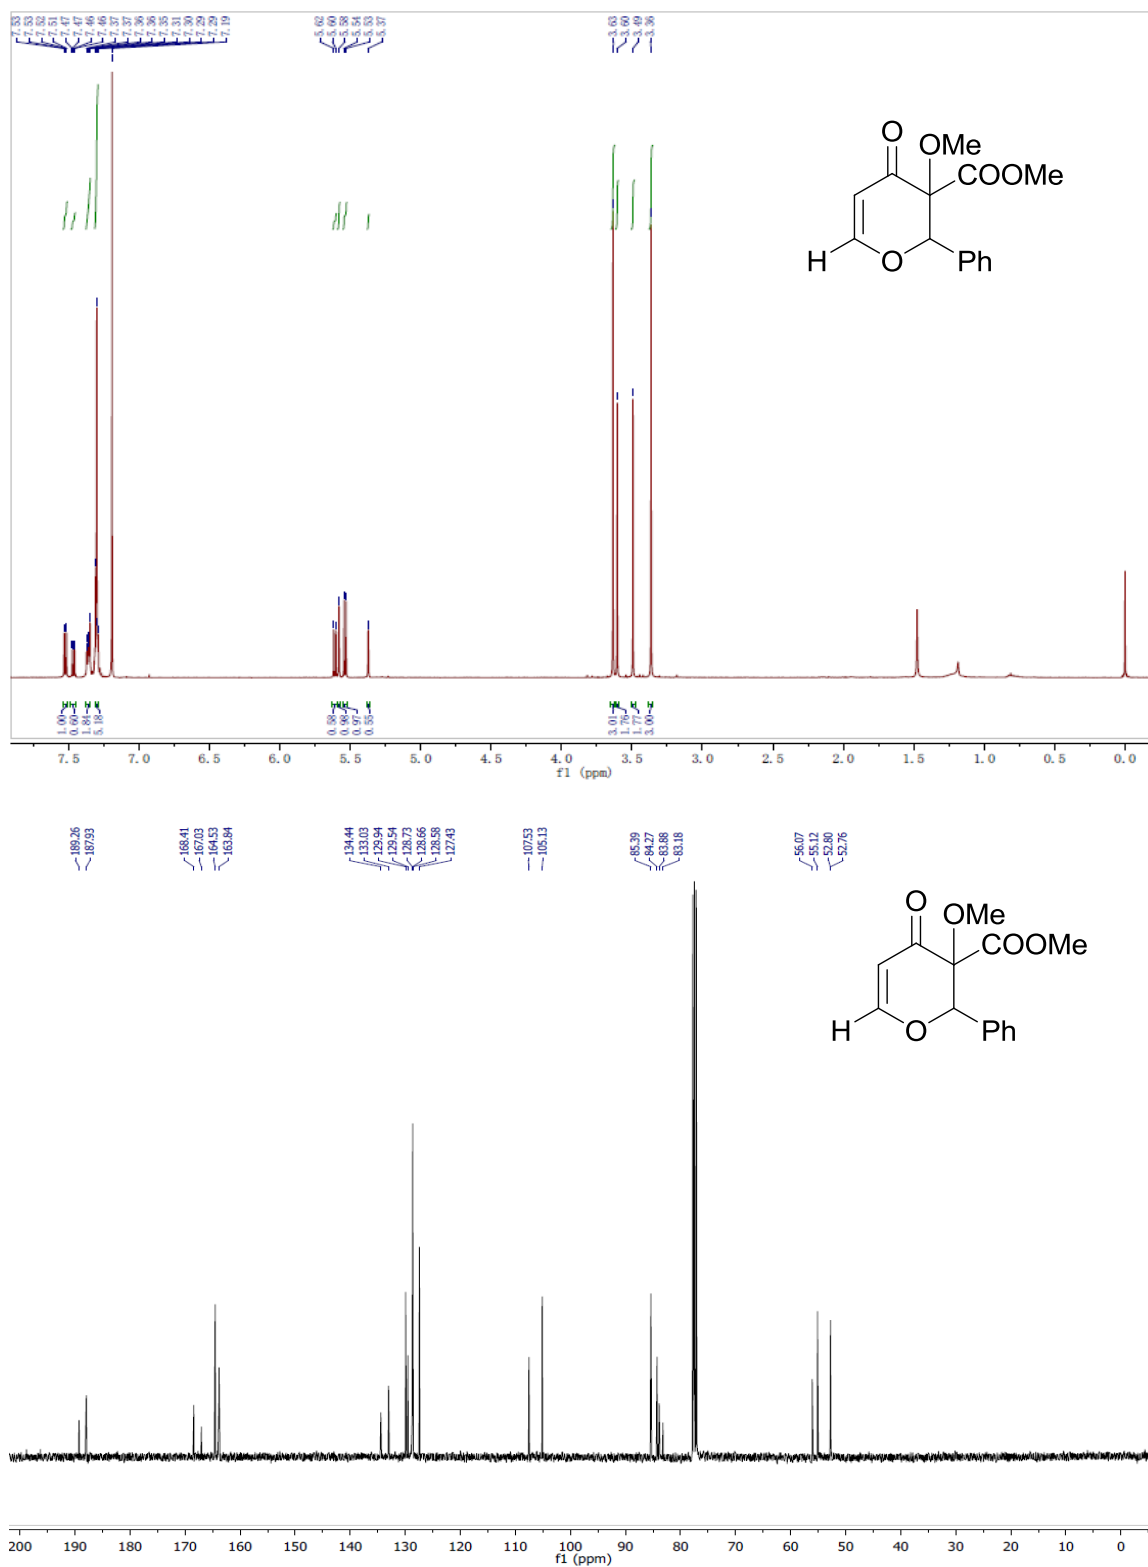 7.53 7.53 7.52 7.51 7.47 7.47 7.46 7.46 7.37 7.37 7.36 7.36 7.35 7.31 7.30 7.29 7.29 7.19 5.62 5.60 5.58 5.54 5.53 5.37 3.63 3.60 3.49 3.36
O
OMe
COOMe
H
O
Ph
1.00 0.60 1.84 5.18 0.58 0.98 0.97 0.55 3.01 1.76 1.77 3.00
7.5 7.0 6.5 6.0 5.5 5.0 4.5 4.0 3.5 3.0 2.5 2.0 1.5 1.0 0.5 0.0
f1 (ppm)
189.26 187.93 168.41 167.03 164.53 163.84 134.44 133.03 129.94 129.54 128.73 128.66 128.58 127.43 107.53 105.13 85.39 84.27 83.88 83.18 56.07 55.12 52.80 52.76
O
OMe
COOMe
H
O
Ph
200 190 180 170 160 150 140 130 120 110 100 90 80 70 60 50 40 30 20 10 0
f1 (ppm)